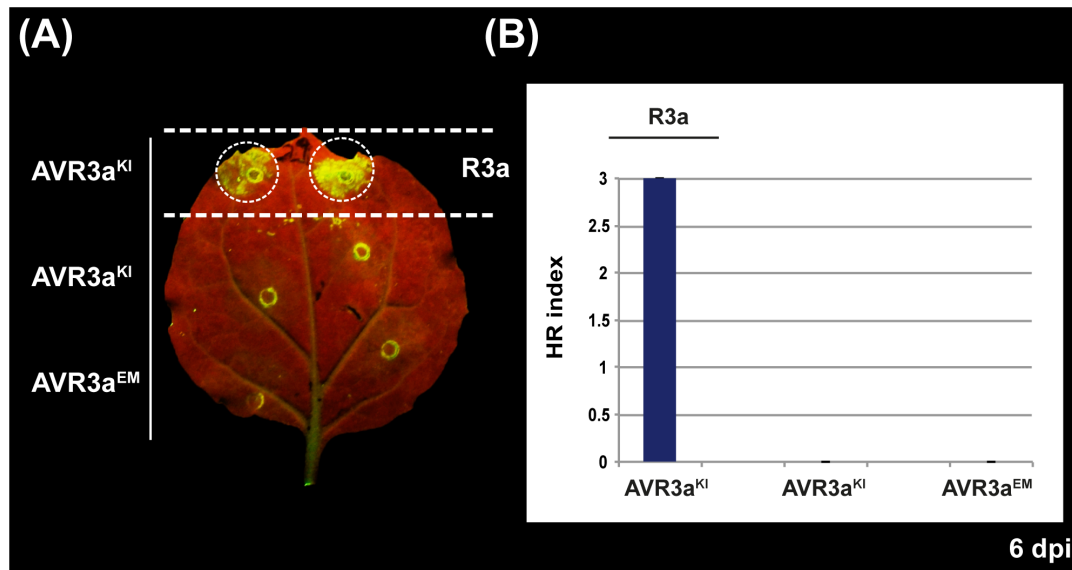 (A)
AVR3aKI
R3a
AVR3aKI
AVR3aEM
(B)
R3a
HR index
3
2.5
2
1.5
1
0.5
0
AVR3aKI
AVR3aKI
AVR3aEM
6 dpi